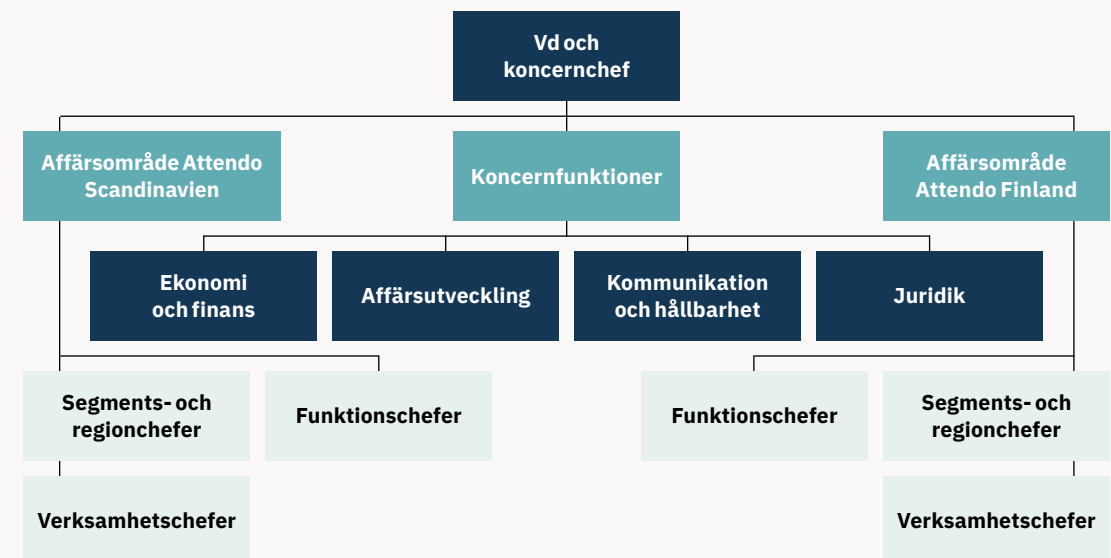 Vd och
koncernchef
Affärsområde Attendo
Scandinavien
Koncernfunktioner
Affärsområde
Attendo Finland
Ekonomi
och finans
Affärsutveckling
Kommunikation
och hållbarhet
Juridik
Segments- och
regionchefer
Funktionschefer
Funktionschefer
Segments- och
regionchefer
Verksamhetschefer
Verksamhetschefer